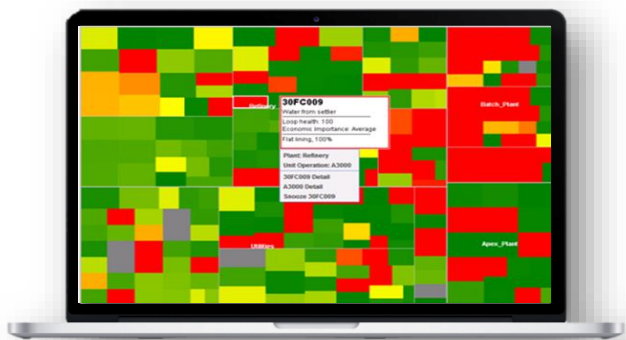 Refinery
Batch_Plant
30FC009
Water from settler
Loop health: 100
Economic Importance: Average
Flat lining, 100%
Plant: Refinery
Unit Operation: A3000
30FC009 Detail
A3000 Detail
Snooze 30FC009
Utilities
Apex_Plant